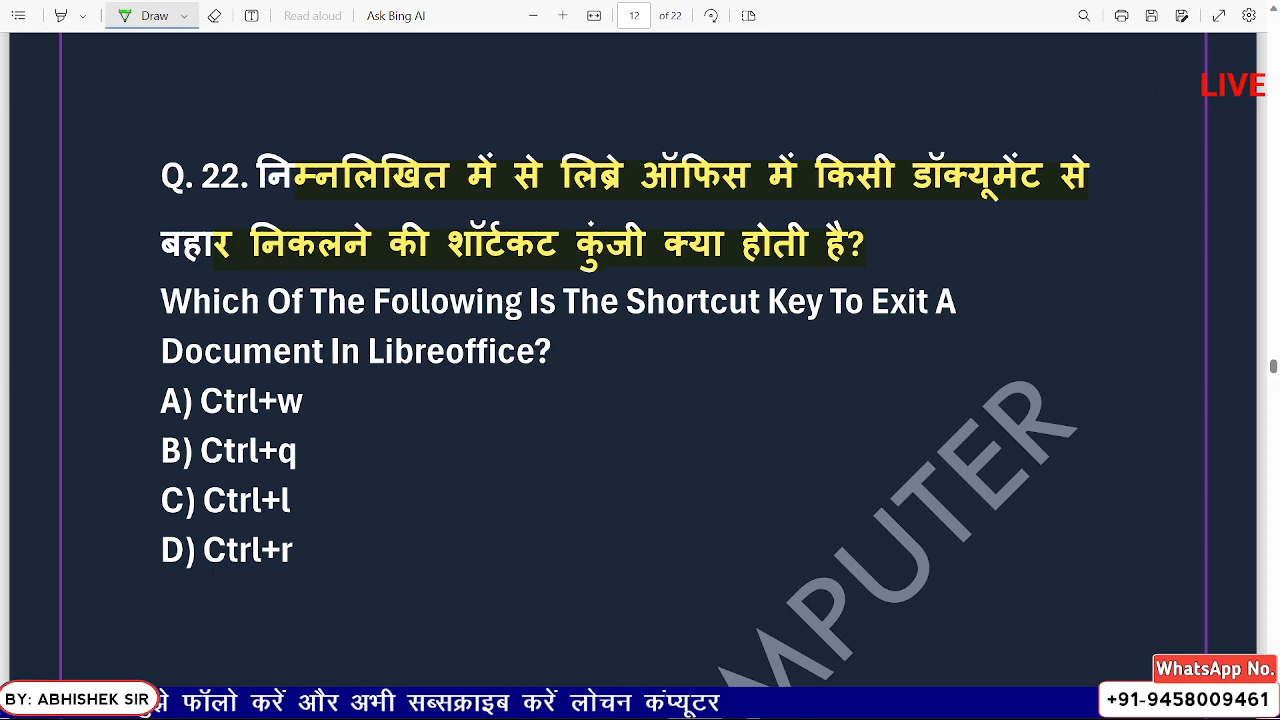 Draw
Read aloud
Ask Bing AI
12 of 22
LIVE
Q. 22. निम्नलिखित में से लिब्रे ऑफिस में किसी डॉक्यूमेंट से
बहार निकलने की शॉर्टकट कुंजी क्या होती है?
Which Of The Following Is The Shortcut Key To Exit A
Document In Libreoffice?
A) Ctrl+w
B) Ctrl+q
C) Ctrl+l
D) Ctrl+r
MPUTER
WhatsApp No.
+91-9458009461
BY: ABHISHEK SIR
फॉलो करें और अभी सब्सक्राइब करें लोचन कंप्यूटर